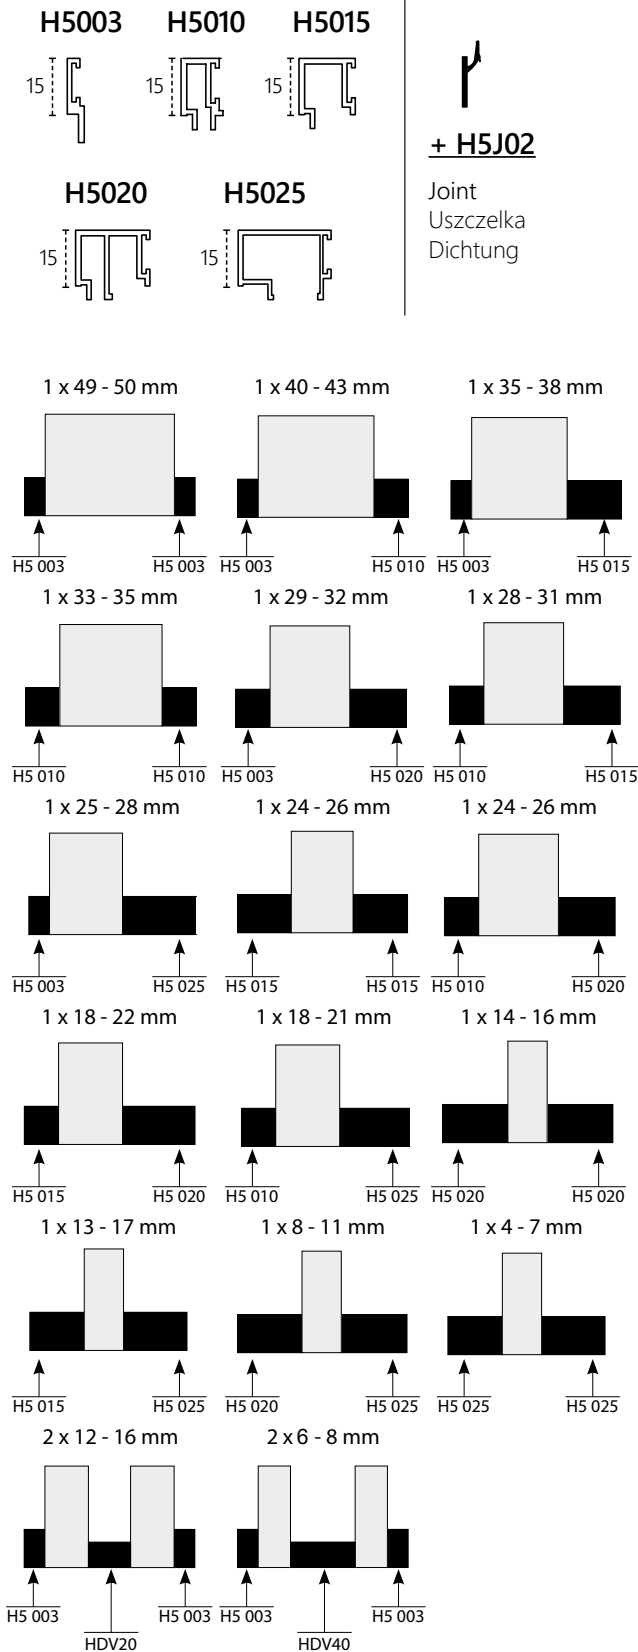 H5003 H5010 H5015
15 15 15
+ H5J02
Joint
Uszczelka
Dichtung
H5020 H5025
15 15
1 x 49 - 50 mm 1 x 40 - 43 mm 1 x 35 - 38 mm
H5 003 H5 003 H5 003 H5 010 H5 003 H5 015
1 x 33 - 35 mm 1 x 29 - 32 mm 1 x 28 - 31 mm
H5 010 H5 010 H5 003 H5 020 H5 010 H5 015
1 x 25 - 28 mm 1 x 24 - 26 mm 1 x 24 - 26 mm
H5 003 H5 025 H5 015 H5 015 H5 010 H5 020
1 x 18 - 22 mm 1 x 18 - 21 mm 1 x 14 - 16 mm
H5 015 H5 020 H5 010 H5 025 H5 020 H5 020
1 x 13 - 17 mm 1 x 8 - 11 mm 1 x 4 - 7 mm
H5 015 H5 025 H5 020 H5 025 H5 025 H5 025
2 x 12 - 16 mm 2 x 6 - 8 mm
H5 003 H5 003 H5 003 H5 003
HDV20 HDV40